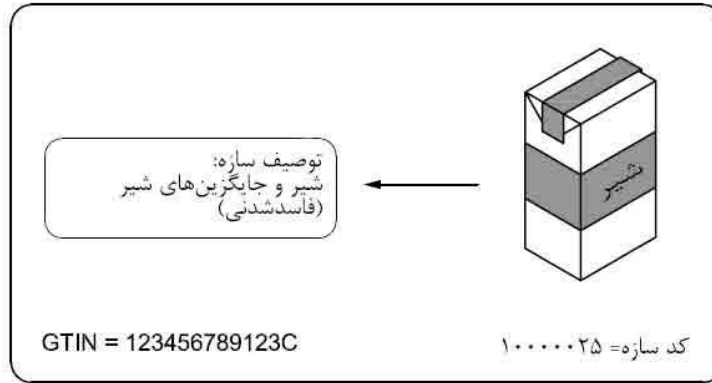 شیر
توصیف سازه:
شیر و جایگزین‌های شیر
(فاسدشدنی)
کد سازه= ۱۰۰۰۰۰۲۵
GTIN = 123456789123C